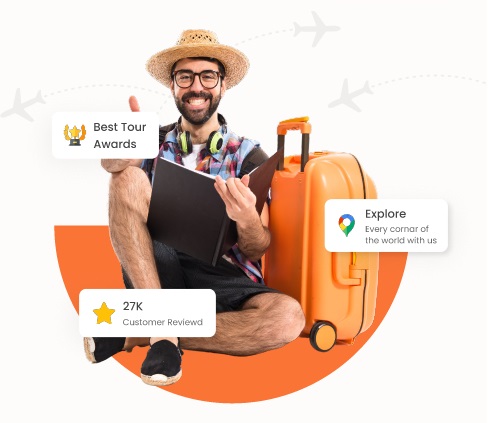 Best Tour
Awards
Explore
Every cornar of
the world with us
27K
Customer Reviewd